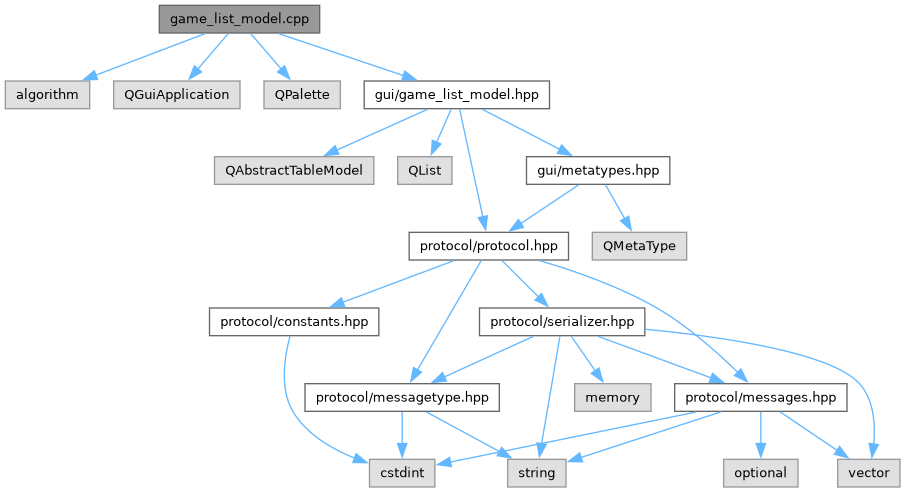 game_list_model.cpp
algorithm
QGuiApplication
QPalette
gui/game_list_model.hpp
QAbstractTableModel
QList
gui/metatypes.hpp
protocol/protocol.hpp
QMetaType
protocol/constants.hpp
protocol/serializer.hpp
protocol/messagetype.hpp
memory
protocol/messages.hpp
cstdint
string
optional
vector